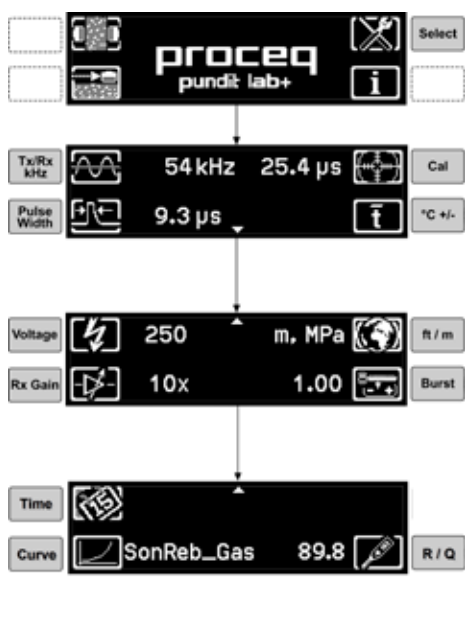 Select
proceq
pundit lab+
i
Tx/Rx kHz
54 kHz 25.4 µs
Cal
Pulse Width
9.3 µs
t̄
°C +/-
Voltage
250 m, MPa
ft / m
Rx Gain
10x 1.00
Burst
Time
15
Curve
SonReb_Gas 89.8
R / Q